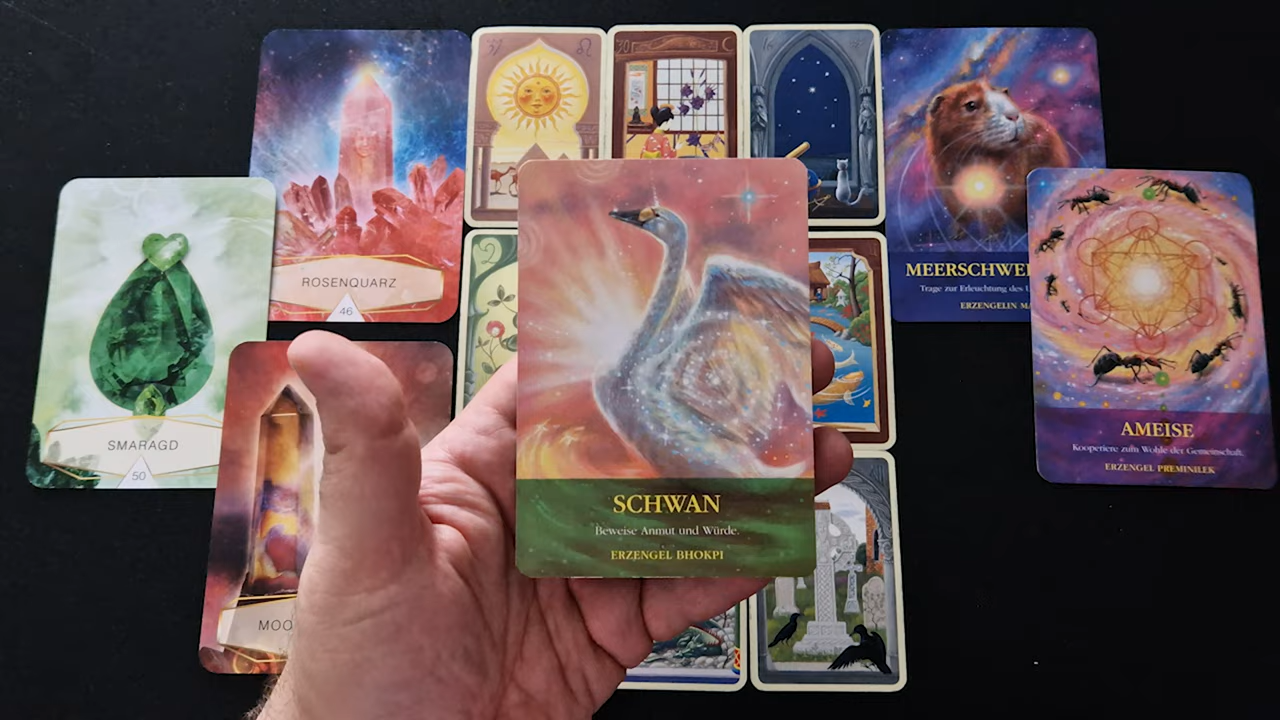 ROSENQUARZ
46
SMARAGD
50
MOO
SCHWAN
Beweise Anmut und Würde.
ERZENGEL BHOKPI
MEERSCHWEI
Trage zur Erleuchtung des
ERZENGELIN MA
AMEISE
Kooperiere zum Wohle der Gemeinschaft.
ERZENGEL PREMINILEK